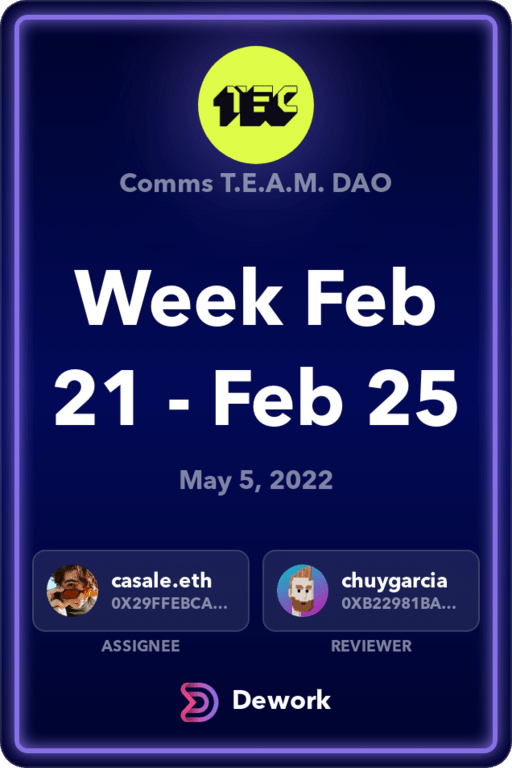 TEC
Comms T.E.A.M. DAO
Week Feb
21 - Feb 25
May 5, 2022
casale.eth
0X29FFEBCA...
chuygarcia
0XB22981BA...
ASSIGNEE
REVIEWER
Dework